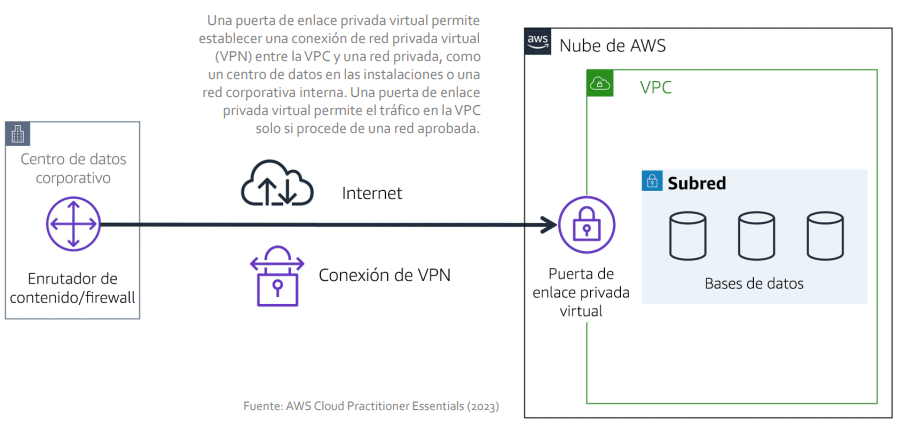 Una puerta de enlace privada virtual permite
establecer una conexión de red privada virtual
(VPN) entre la VPC y una red privada, como
un centro de datos en las instalaciones o una
red corporativa interna. Una puerta de enlace
privada virtual permite el tráfico en la VPC
solo si procede de una red aprobada.
aws
Nube de AWS
VPC
Centro de datos
corporativo
Enrutador de
contenido/firewall
Internet
Conexión de VPN
Puerta de
enlace privada
virtual
Subred
Bases de datos
Fuente: AWS Cloud Practitioner Essentials (2023)